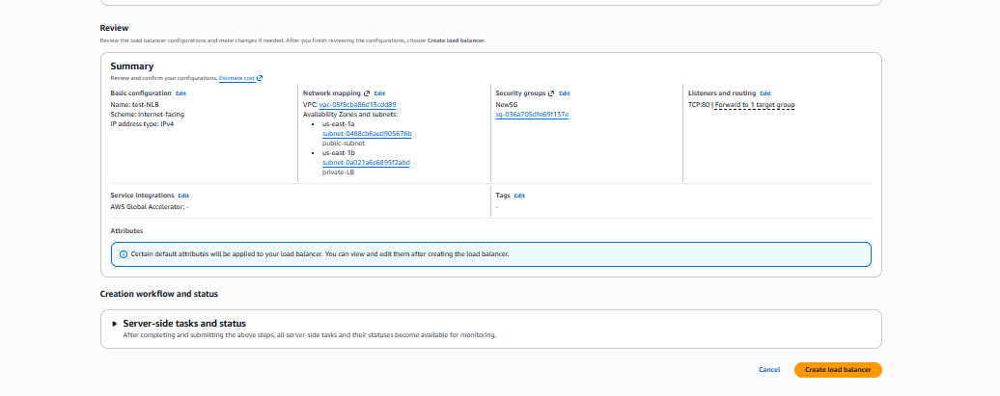 Review
Review the load balancer configurations and make changes if needed. After you finish reviewing the configurations, choose Create load balancer.
Summary
Review and confirm your configurations. Estimate cost
Basic configuration Edit
Name: test-NLB
Scheme: Internet-facing
IP address type: IPv4
Network mapping Edit
VPC: vpc-05f8cba86d13cdd89
Availability Zones and subnets:
us-east-1a
subnet-0488cb6aed905676b
public-subnet
us-east-1b
subnet-0a021a6c6895f2abd
private-LB
Security groups Edit
NewSG
sg-036a705dfe69f137e
Listeners and routing Edit
TCP:80 | Forward to 1 target group
Service integrations Edit
AWS Global Accelerator: -
Tags Edit
-
Attributes
Certain default attributes will be applied to your load balancer. You can view and edit them after creating the load balancer.
Creation workflow and status
Server-side tasks and status
After completing and submitting the above steps, all server-side tasks and their statuses become available for monitoring.
Cancel
Create load balancer